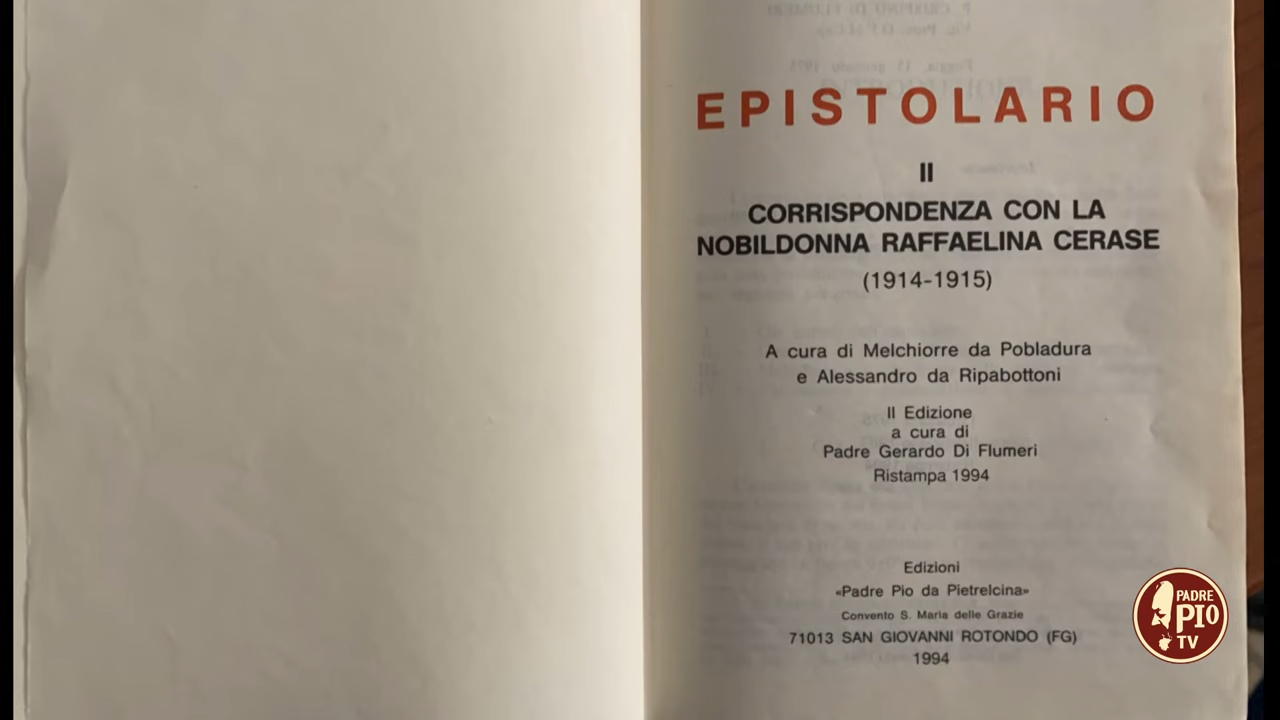 EPISTOLARIO
II
CORRISPONDENZA CON LA
NOBILDONNA RAFFAELINA CERASE
(1914-1915)
A cura di Melchiorre da Pobladura
e Alessandro da Ripabottoni
II Edizione
a cura di
Padre Gerardo Di Flumeri
Ristampa 1994
Edizioni
«Padre Pio da Pietrelcina»
Convento S. Maria delle Grazie
71013 SAN GIOVANNI ROTONDO (FG)
1994
PADRE
PIO
TV